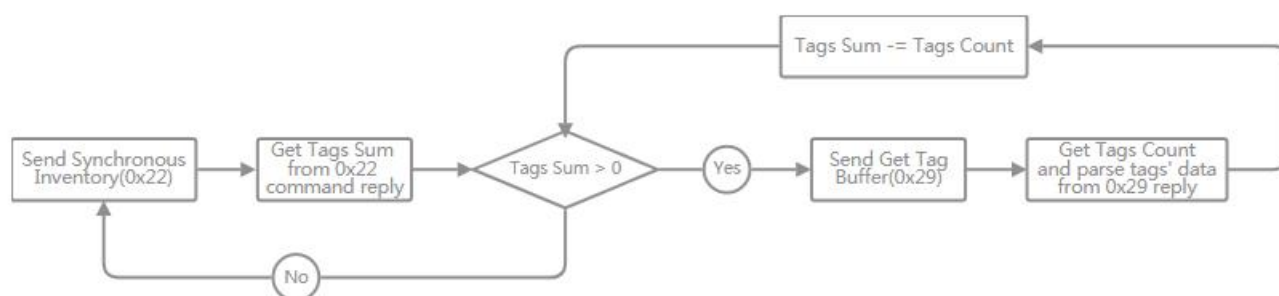 Tags Sum -= Tags Count
Send Synchronous
Inventory(0x22)
Get Tags Sum
from 0x22
command reply
Tags Sum > 0
Yes
Send Get Tag
Buffer(0x29)
Get Tags Count
and parse tags' data
from 0x29 reply
No